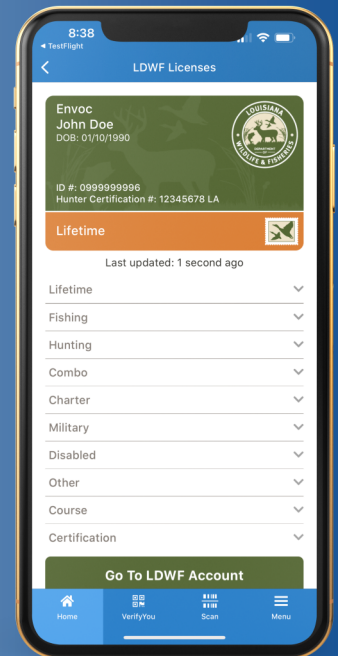 8:38
TestFlight
LDWF Licenses
Envoc
John Doe
DOB: 01/10/1990
LOUISIANA
DEPARTMENT
OF
WILDLIFE & FISHERIES
ID #: 0999999996
Hunter Certification #: 12345678 LA
Lifetime
Last updated: 1 second ago
Lifetime
Fishing
Hunting
Combo
Charter
Military
Disabled
Other
Course
Certification
Go To LDWF Account
Home
VerifyYou
Scan
Menu